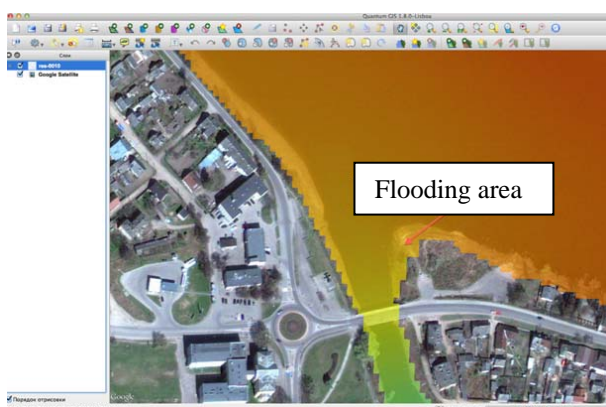 Quantum GIS 1.8.0-Lisboa
Слои
Google Satellite
Flooding area
Google
Порядок отрисовки